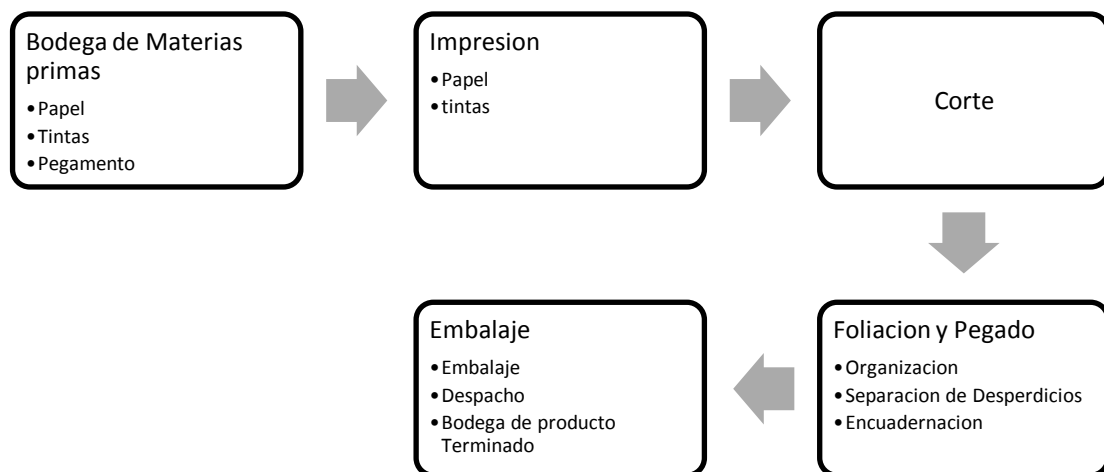 Bodega de Materias
primas
•Papel
•Tintas
•Pegamento
Impresion
•Papel
•tintas
Corte
Foliacion y Pegado
•Organizacion
•Separacion de Desperdicios
•Encuadernacion
Embalaje
•Embalaje
•Despacho
•Bodega de producto
Terminado